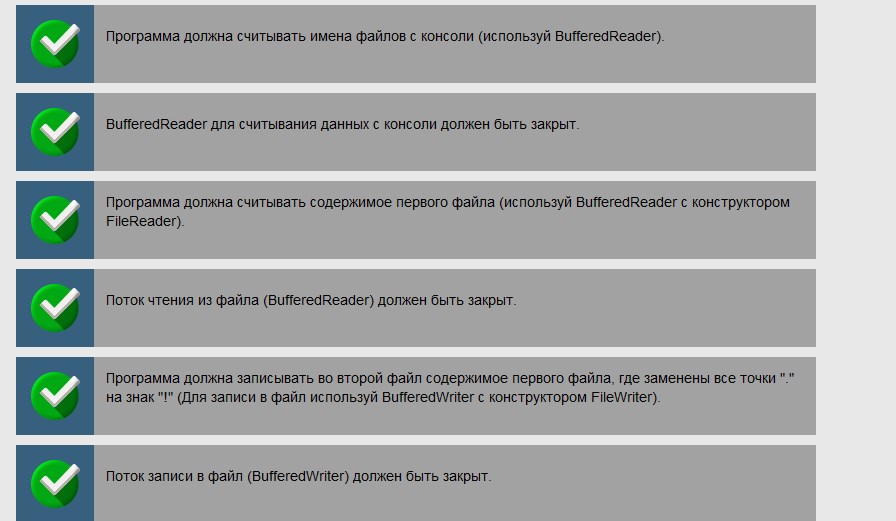 Программа должна считывать имена файлов с консоли (используй BufferedReader).
BufferedReader для считывания данных с консоли должен быть закрыт.
Программа должна считывать содержимое первого файла (используй BufferedReader с конструктором
FileReader).
Поток чтения из файла (BufferedReader) должен быть закрыт.
Программа должна записывать во второй файл содержимое первого файла, где заменены все точки "."
на знак "!" (Для записи в файл используй BufferedWriter с конструктором FileWriter).
Поток записи в файл (BufferedWriter) должен быть закрыт.